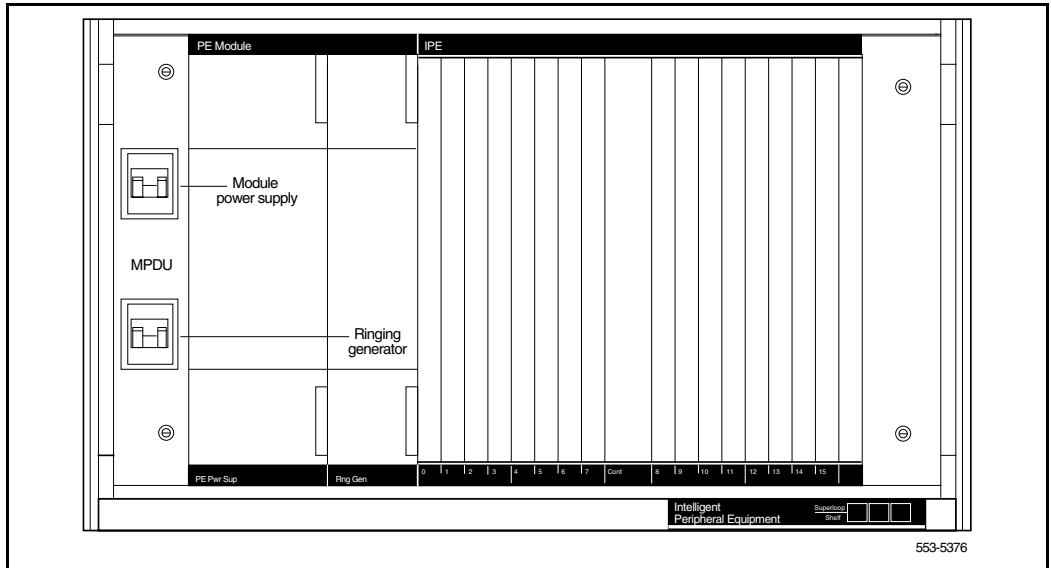 PE Module
IPE
Module
power supply
MPDU
Ringing
generator
PE Pwr Sup
Rng Gen
0 1 2 3 4 5 6 7 Cont 8 9 10 11 12 13 14 15
Intelligent
Peripheral Equipment
Superloop
Shelf
553-5376